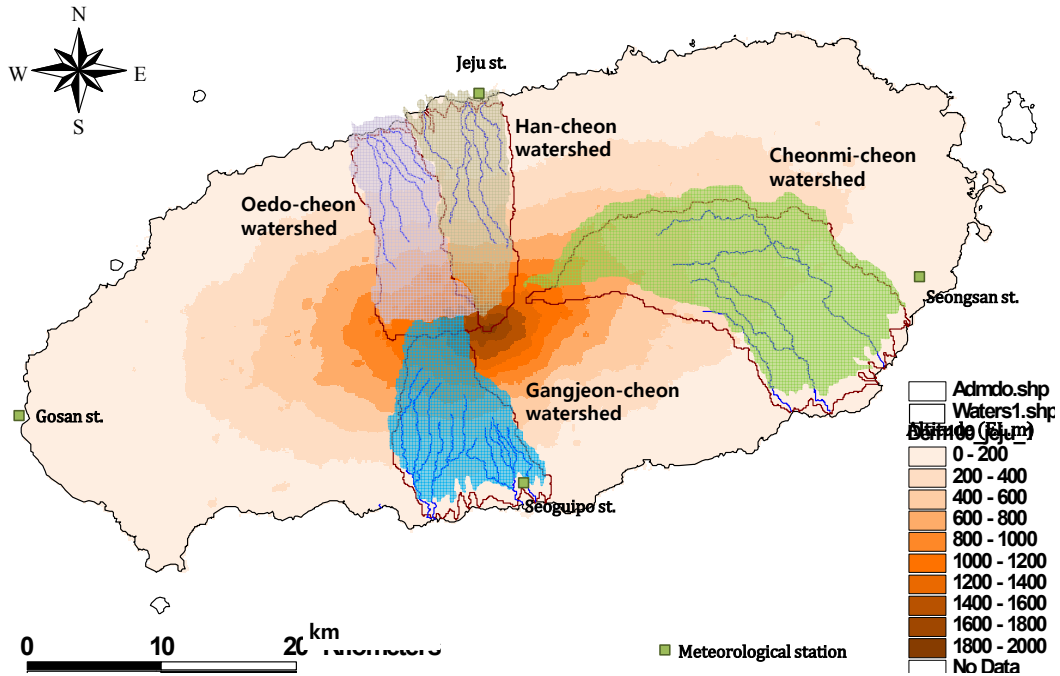 N
W E
S
Jeju st.
Han-cheon
watershed
Cheonmi-cheon
watershed
Oedo-cheon
watershed
Seongsan st.
Gangjeon-cheon
watershed
Gosan st.
Seoguipo st.
Admdo.shp
Waters1.shp
Altitude (EL.m)
0 - 200
200 - 400
400 - 600
600 - 800
800 - 1000
1000 - 1200
1200 - 1400
1400 - 1600
1600 - 1800
1800 - 2000
No Data
km
0 10 20
Meteorological station